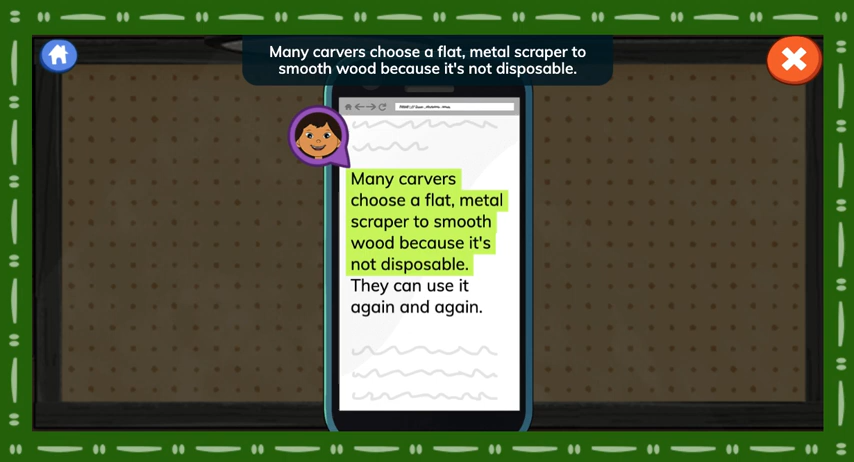 Many carvers choose a flat, metal scraper to
smooth wood because it's not disposable.
Many carvers
choose a flat, metal
scraper to smooth
wood because it's
not disposable.
They can use it
again and again.